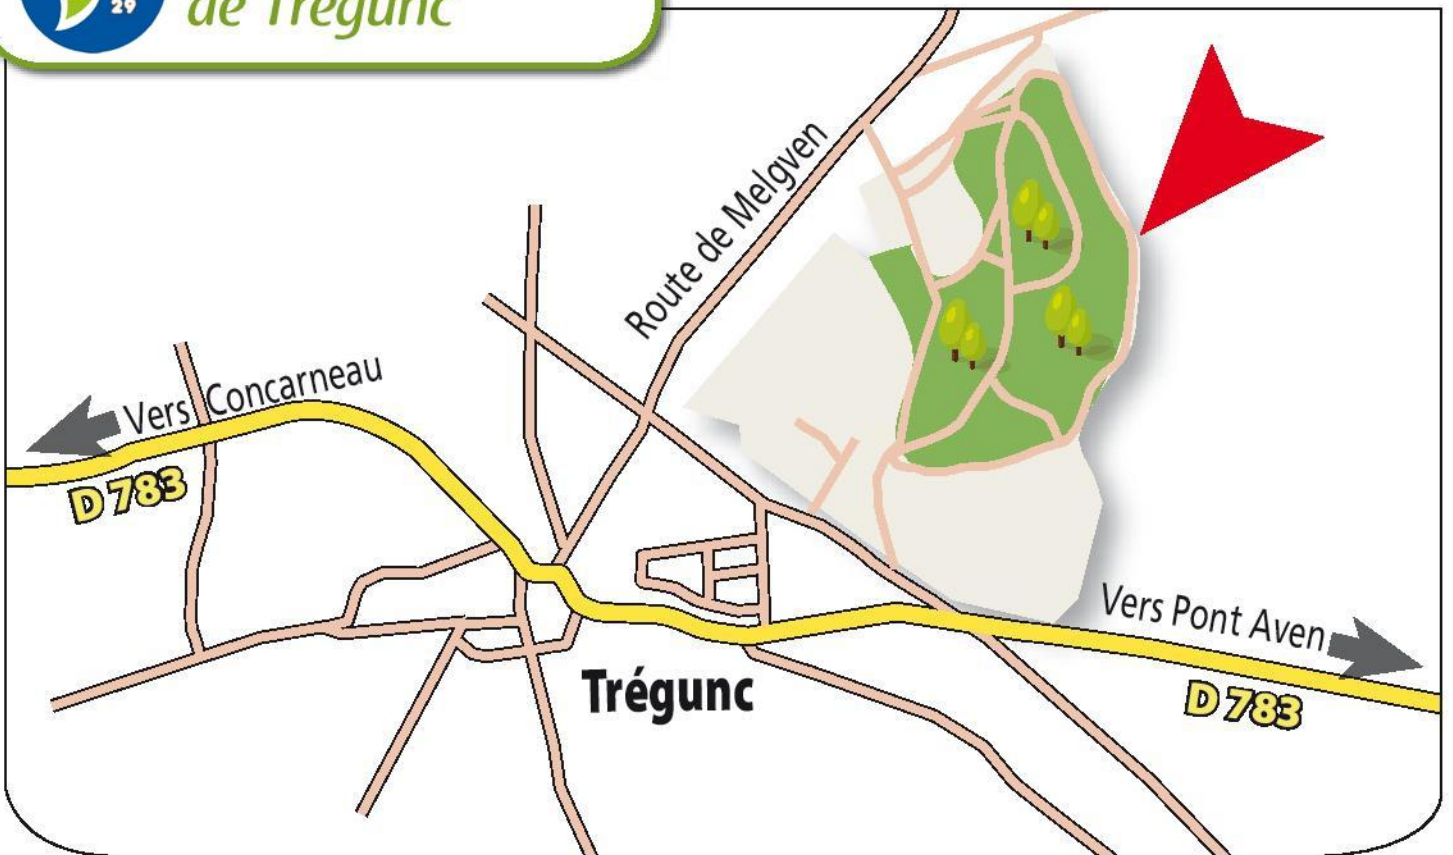 29
de Trégunc
Route de Melgven
Vers Concarneau
D 783
Vers Pont Aven
Trégunc
D 783